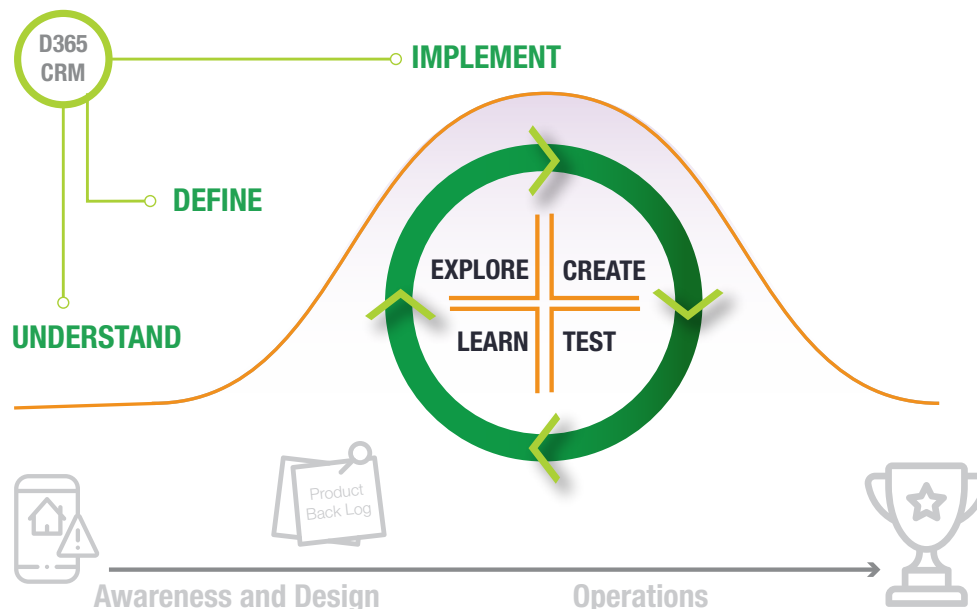 D365
CRM
IMPLEMENT
DEFINE
UNDERSTAND
EXPLORE
CREATE
LEARN
TEST
Product
Back Log
Awareness and Design
Operations